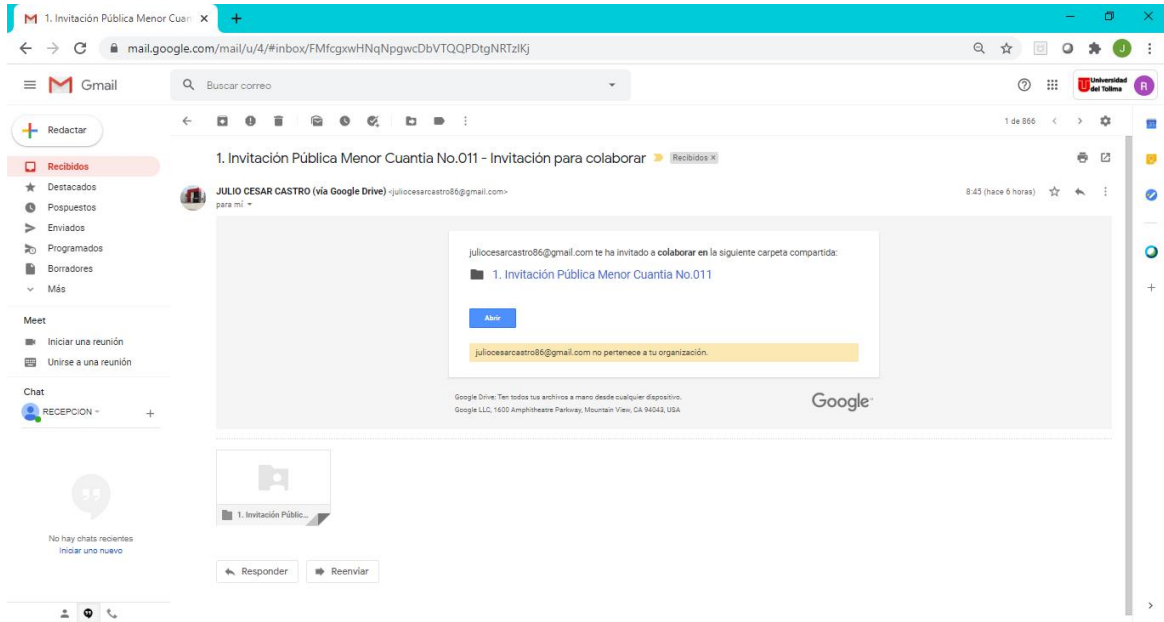 1. Invitación Pública Menor Cuan
mail.google.com/mail/u/4/#inbox/FMfcgxwHNqNpgwcDbVTQQPDtgNRTzlKj
J
Gmail
Buscar correo
Universidad
del Tolima
R
Redactar
1 de 866
Recibidos
Destacados
Pospuestos
Enviados
Programados
Borradores
Más
Meet
Iniciar una reunión
Unirse a una reunión
Chat
RECEPCION
No hay chats recientes
Iniciar uno nuevo
1. Invitación Pública Menor Cuantia No.011 - Invitación para colaborar
Recibidos x
JULIO CESAR CASTRO (vía Google Drive) <juliocesarcastro86@gmail.com>
8:45 (hace 6 horas)
para mí
juliocesarcastro86@gmail.com te ha invitado a colaborar en la siguiente carpeta compartida:
1. Invitación Pública Menor Cuantia No.011
Abrir
juliocesarcastro86@gmail.com no pertenece a tu organización.
Google Drive: Ten todos tus archivos a mano desde cualquier dispositivo.
Google LLC, 1600 Amphitheatre Parkway, Mountain View, CA 94043, USA
Google
1. Invitación Públic...
Responder
Reenviar